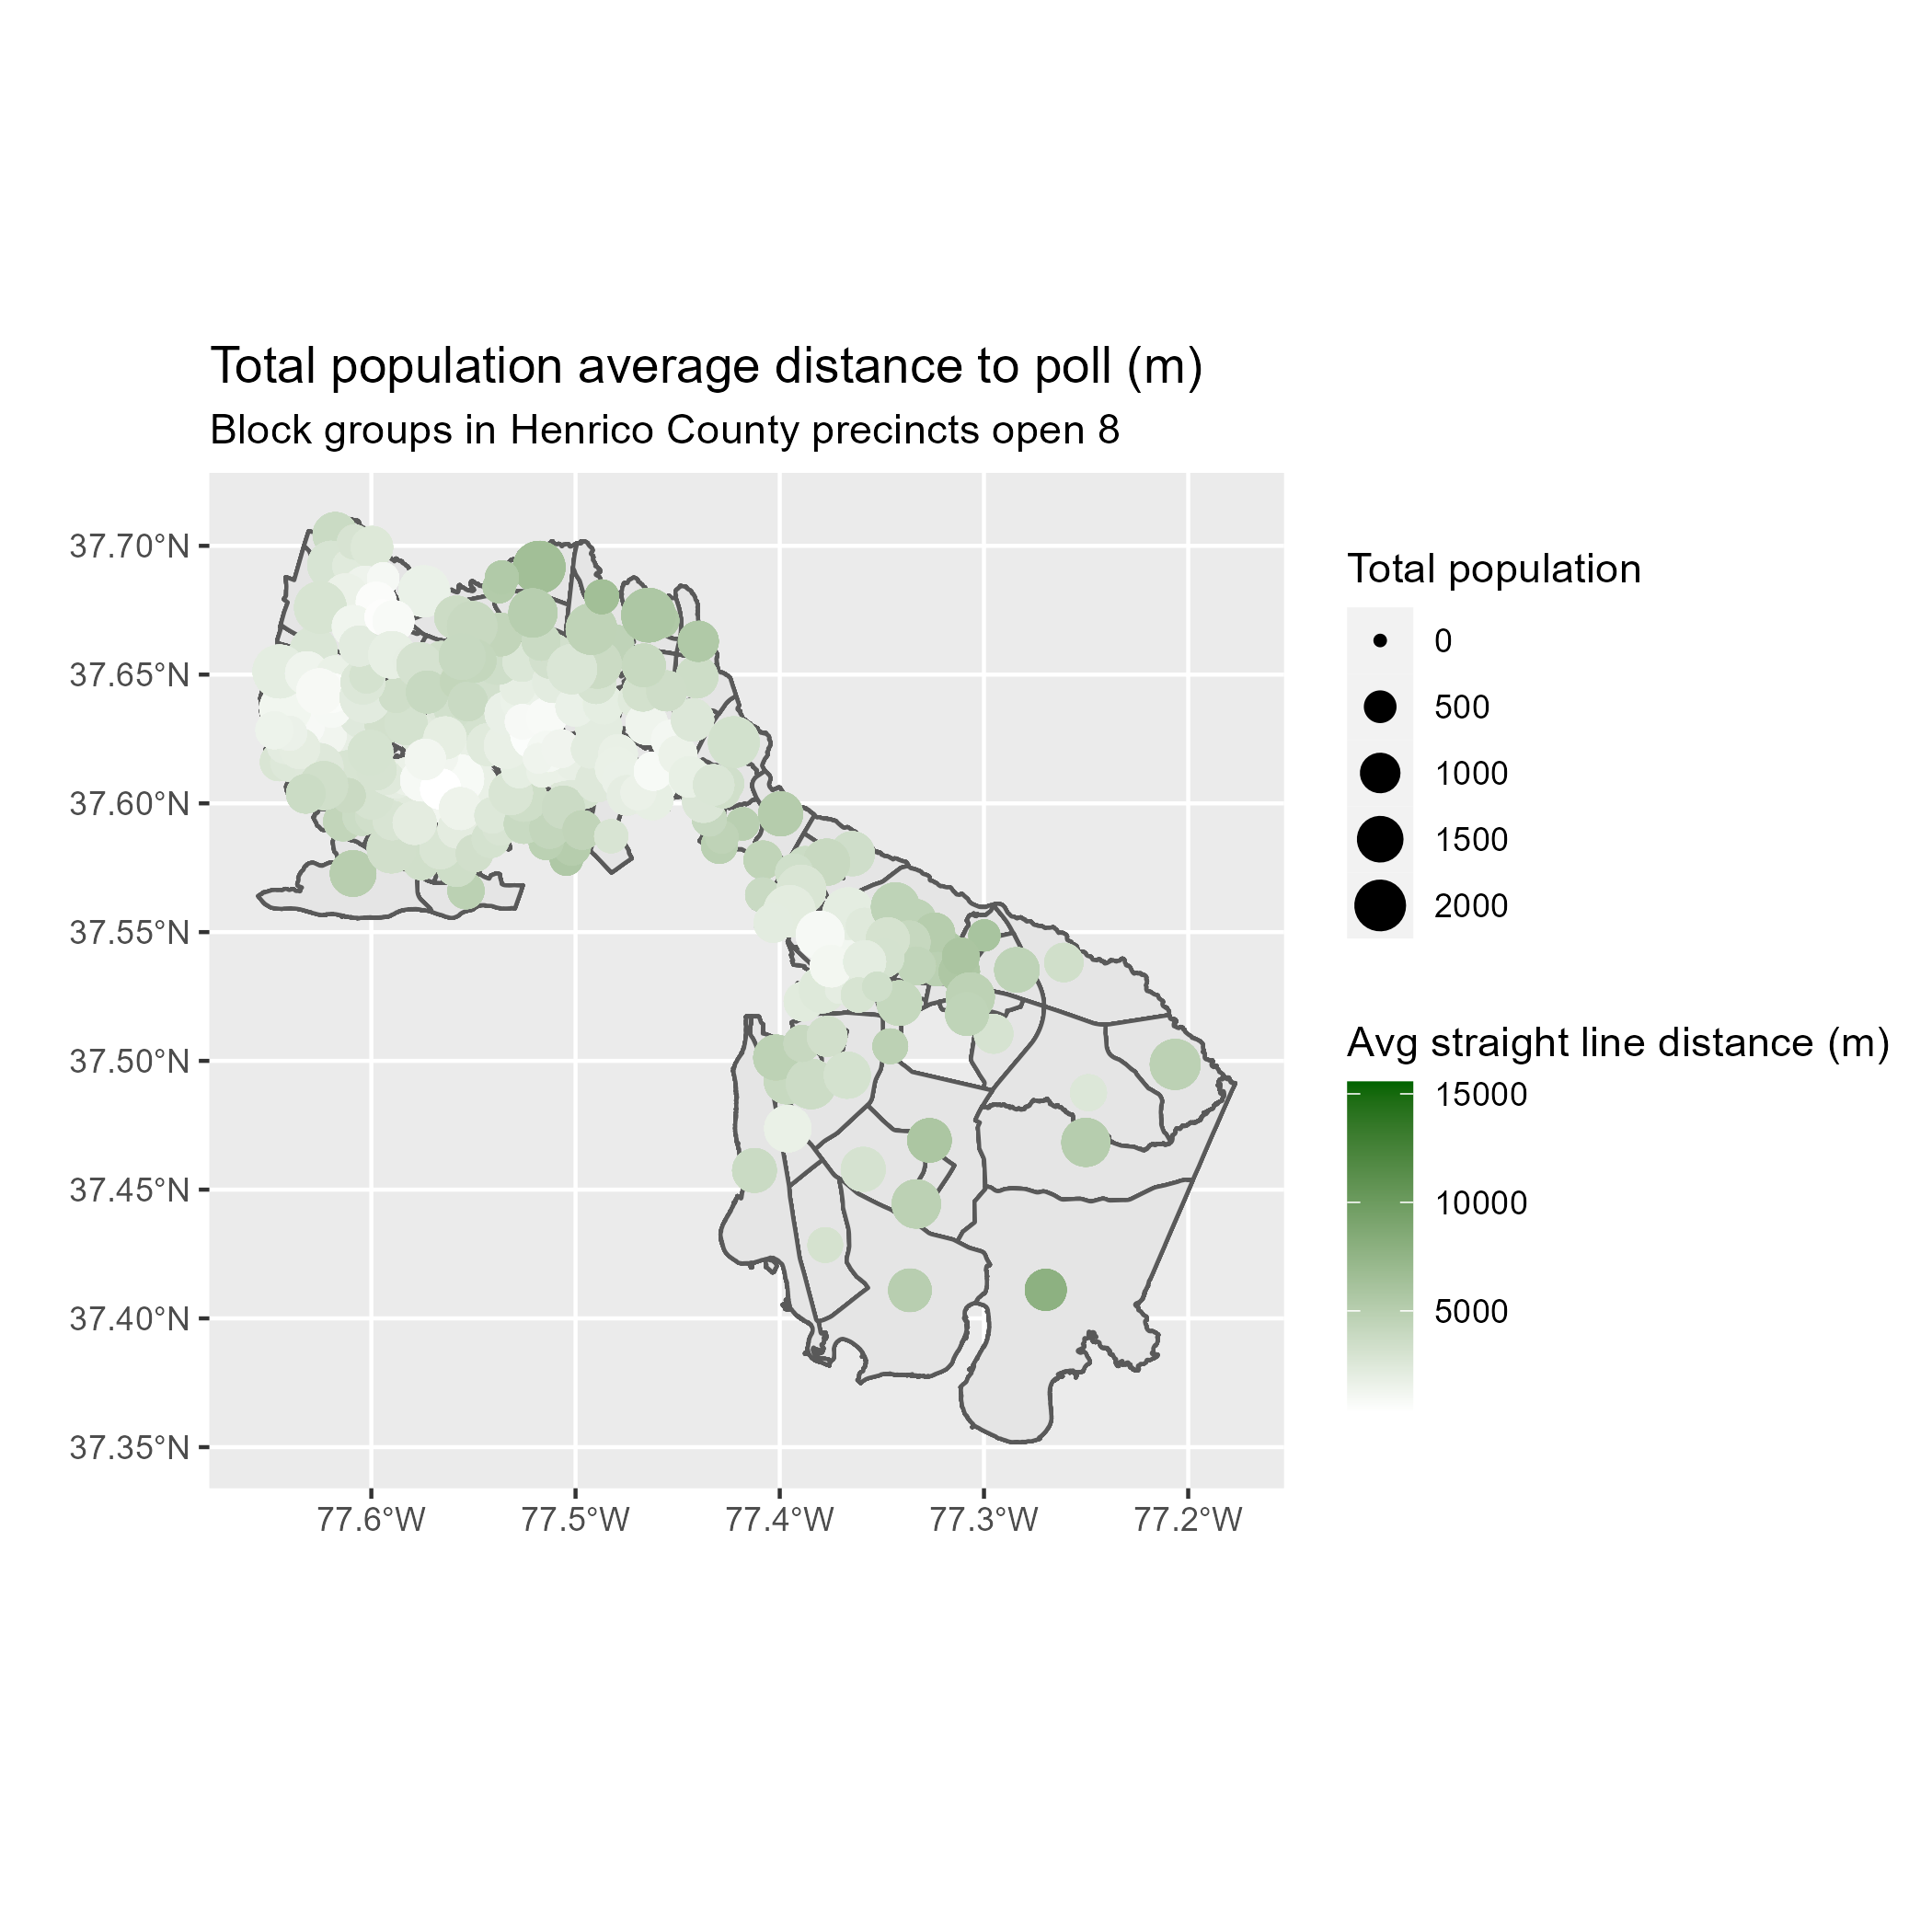 Total population average distance to poll (m)
Block groups in Henrico County precincts open 8
37.70°N
37.65°N
37.60°N
37.55°N
37.50°N
37.45°N
37.40°N
37.35°N
77.6°W
77.5°W
77.4°W
77.3°W
77.2°W
Total population
0
500
1000
1500
2000
Avg straight line distance (m)
15000
10000
5000